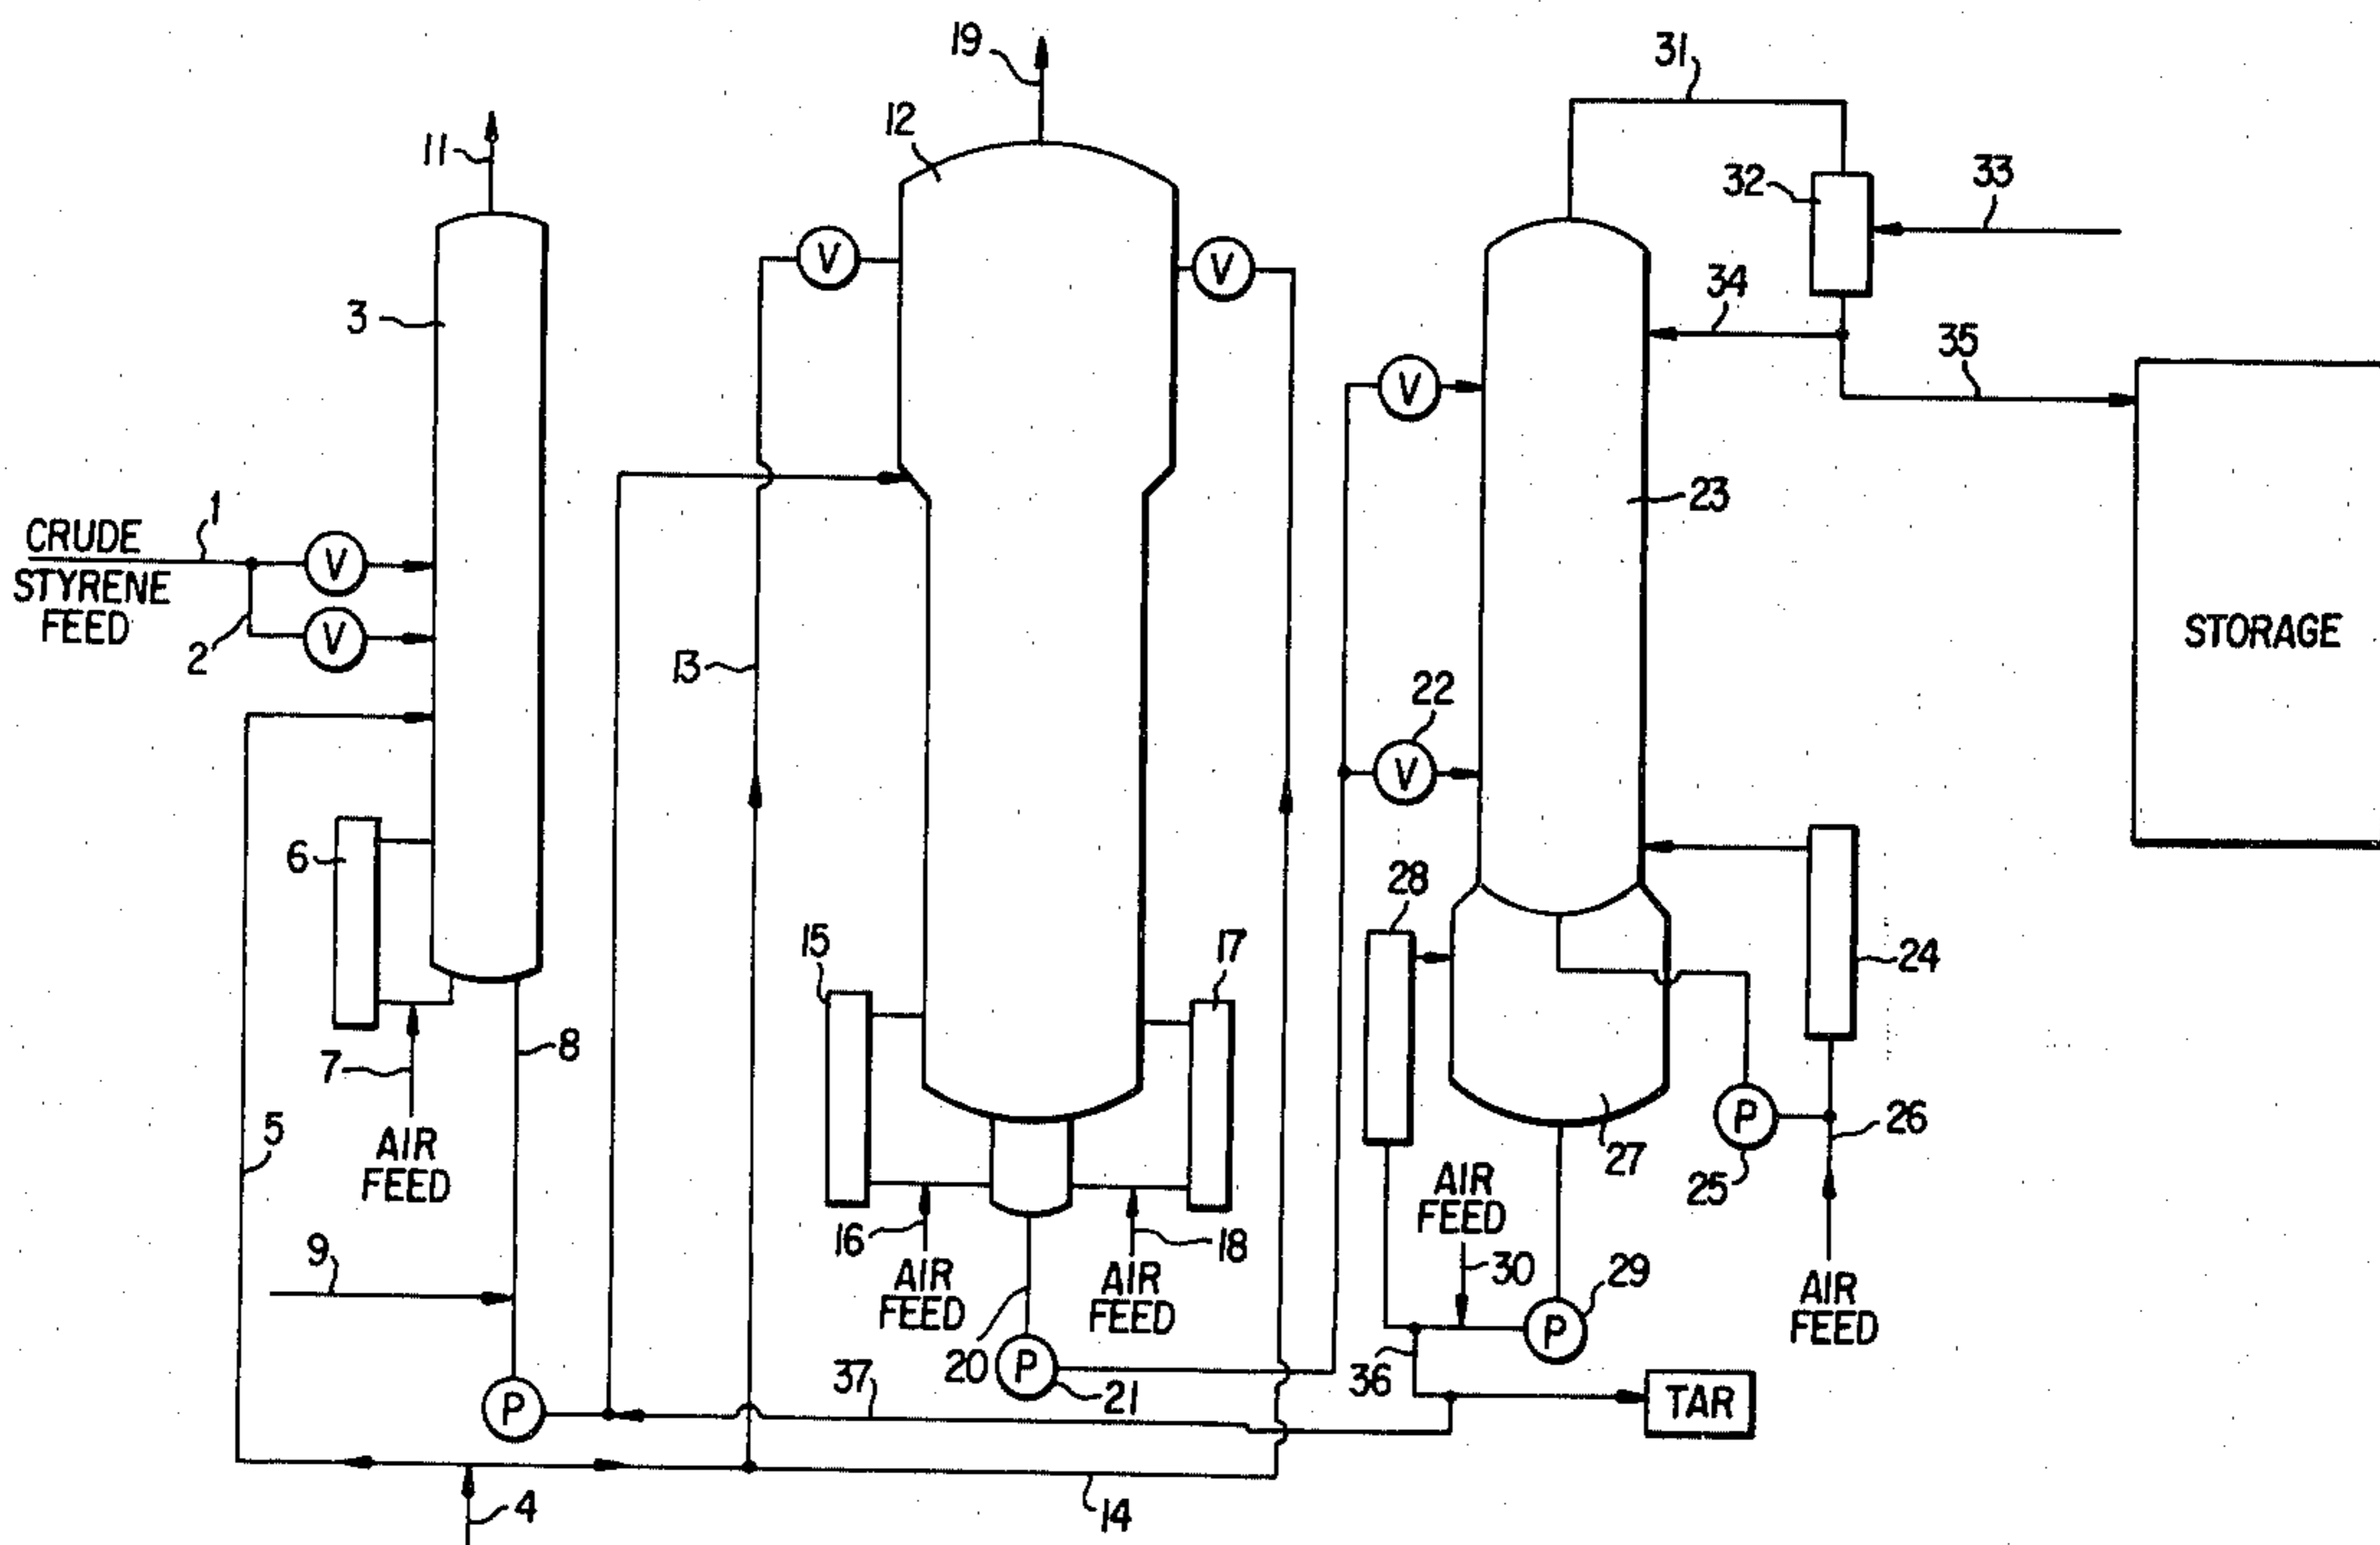 31
19
12
11
32
33
V
V
3
34
35
V
1
CRUDE
STYRENE
FEED
V
V
2
23
STORAGE
13
22
V
6
28
15
17
24
8
7
5
AIR
FEED
P
26
27
25
AIR
FEED
9
16
18
30
29
AIR
FEED
AIR
FEED
AIR
FEED
20
P
21
P
37
36
TAR
P
4
14